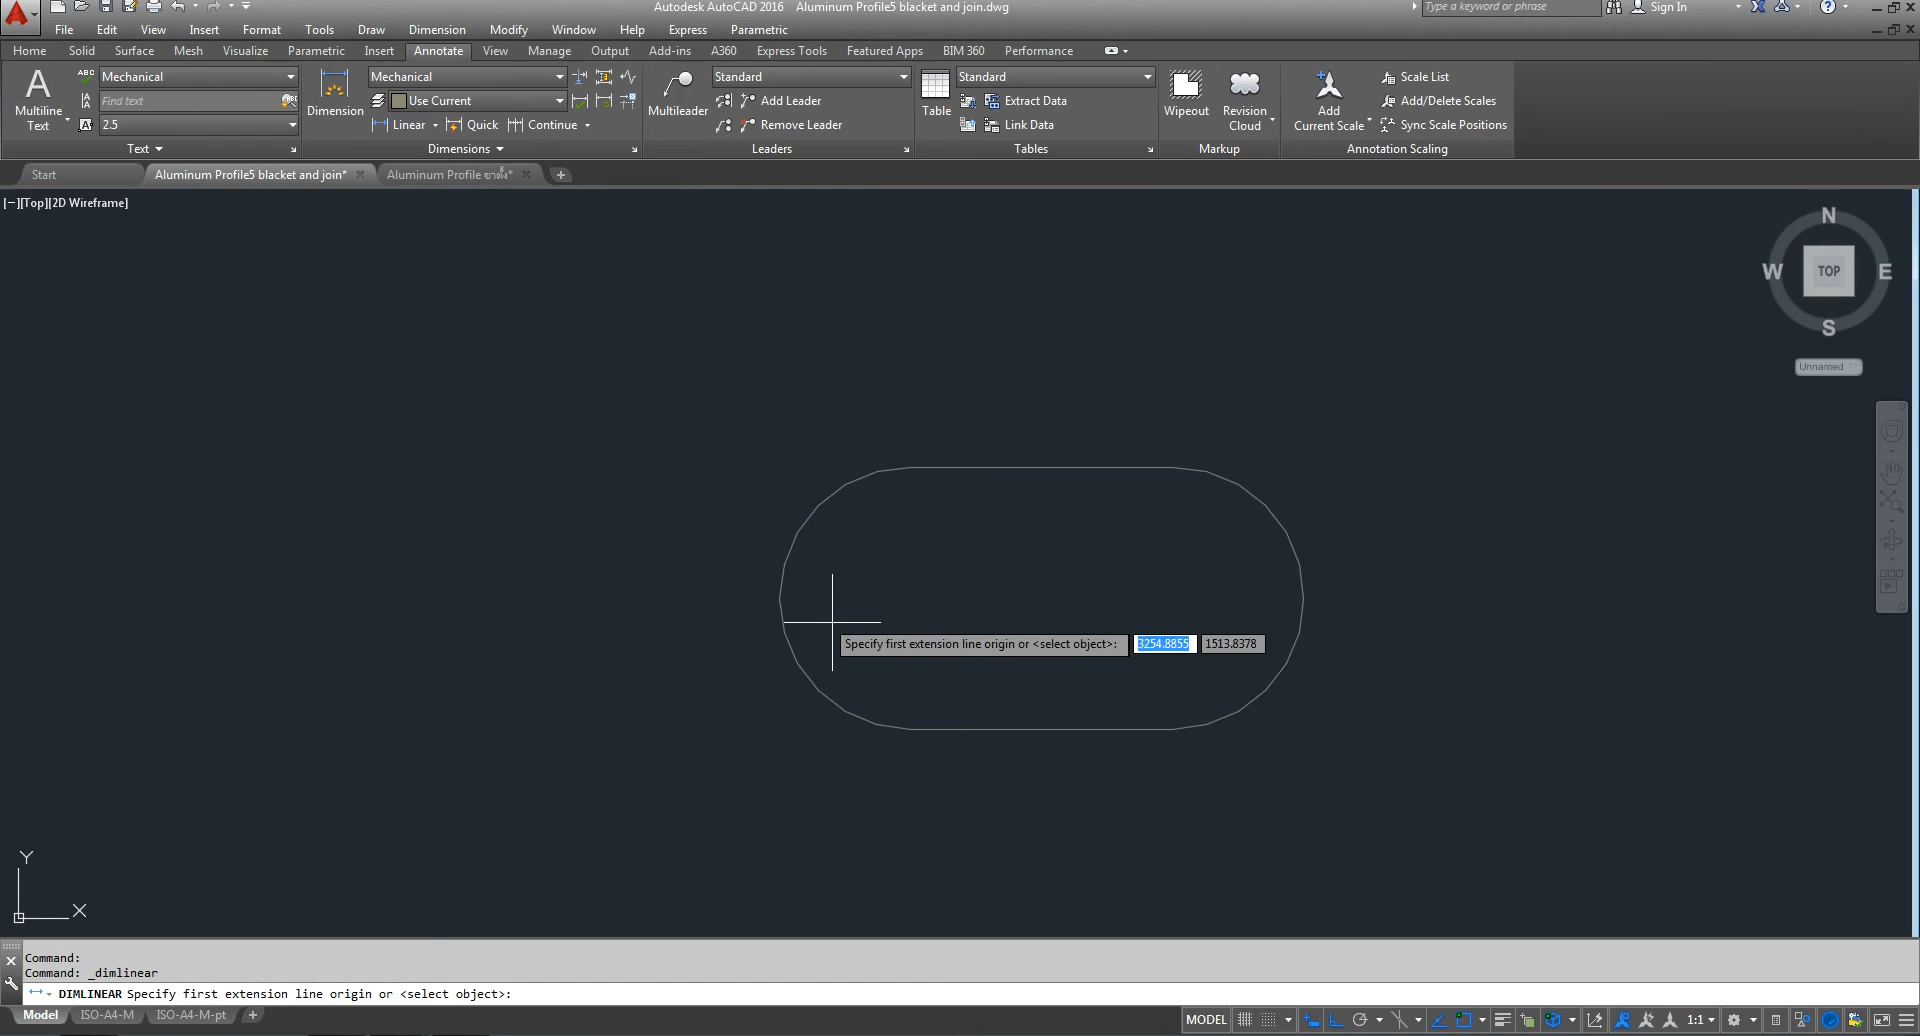 Autodesk AutoCAD 2016 Aluminum Profile5 blacket and join.dwg
Type a keyword or phrase
Sign In
File Edit View Insert Format Tools Draw Dimension Modify Window Help Express Parametric
Home Solid Surface Mesh Visualize Parametric Insert Annotate View Manage Output Add-ins A360 Express Tools Featured Apps BIM 360 Performance
A Multiline Text
ABC Mechanical
Find text
2.5
Text
Dimension
Mechanical
Use Current
Linear Quick Continue
Dimensions
Multileader
Standard
Add Leader
Remove Leader
Leaders
Table
Standard
Extract Data
Link Data
Tables
Wipeout
Revision Cloud
Markup
Add Current Scale
Scale List
Add/Delete Scales
Sync Scale Positions
Annotation Scaling
Start
Aluminum Profile5 blacket and join*
Aluminum Profile ขาตั้ง*
[−][Top][2D Wireframe]
N
W TOP E
S
Unnamed
Specify first extension line origin or <select object>: 3254.8855 1513.8378
Y
X
Command:
Command: _dimlinear
DIMLINEAR Specify first extension line origin or <select object>:
Model ISO-A4-M ISO-A4-M-pt
MODEL 1:1